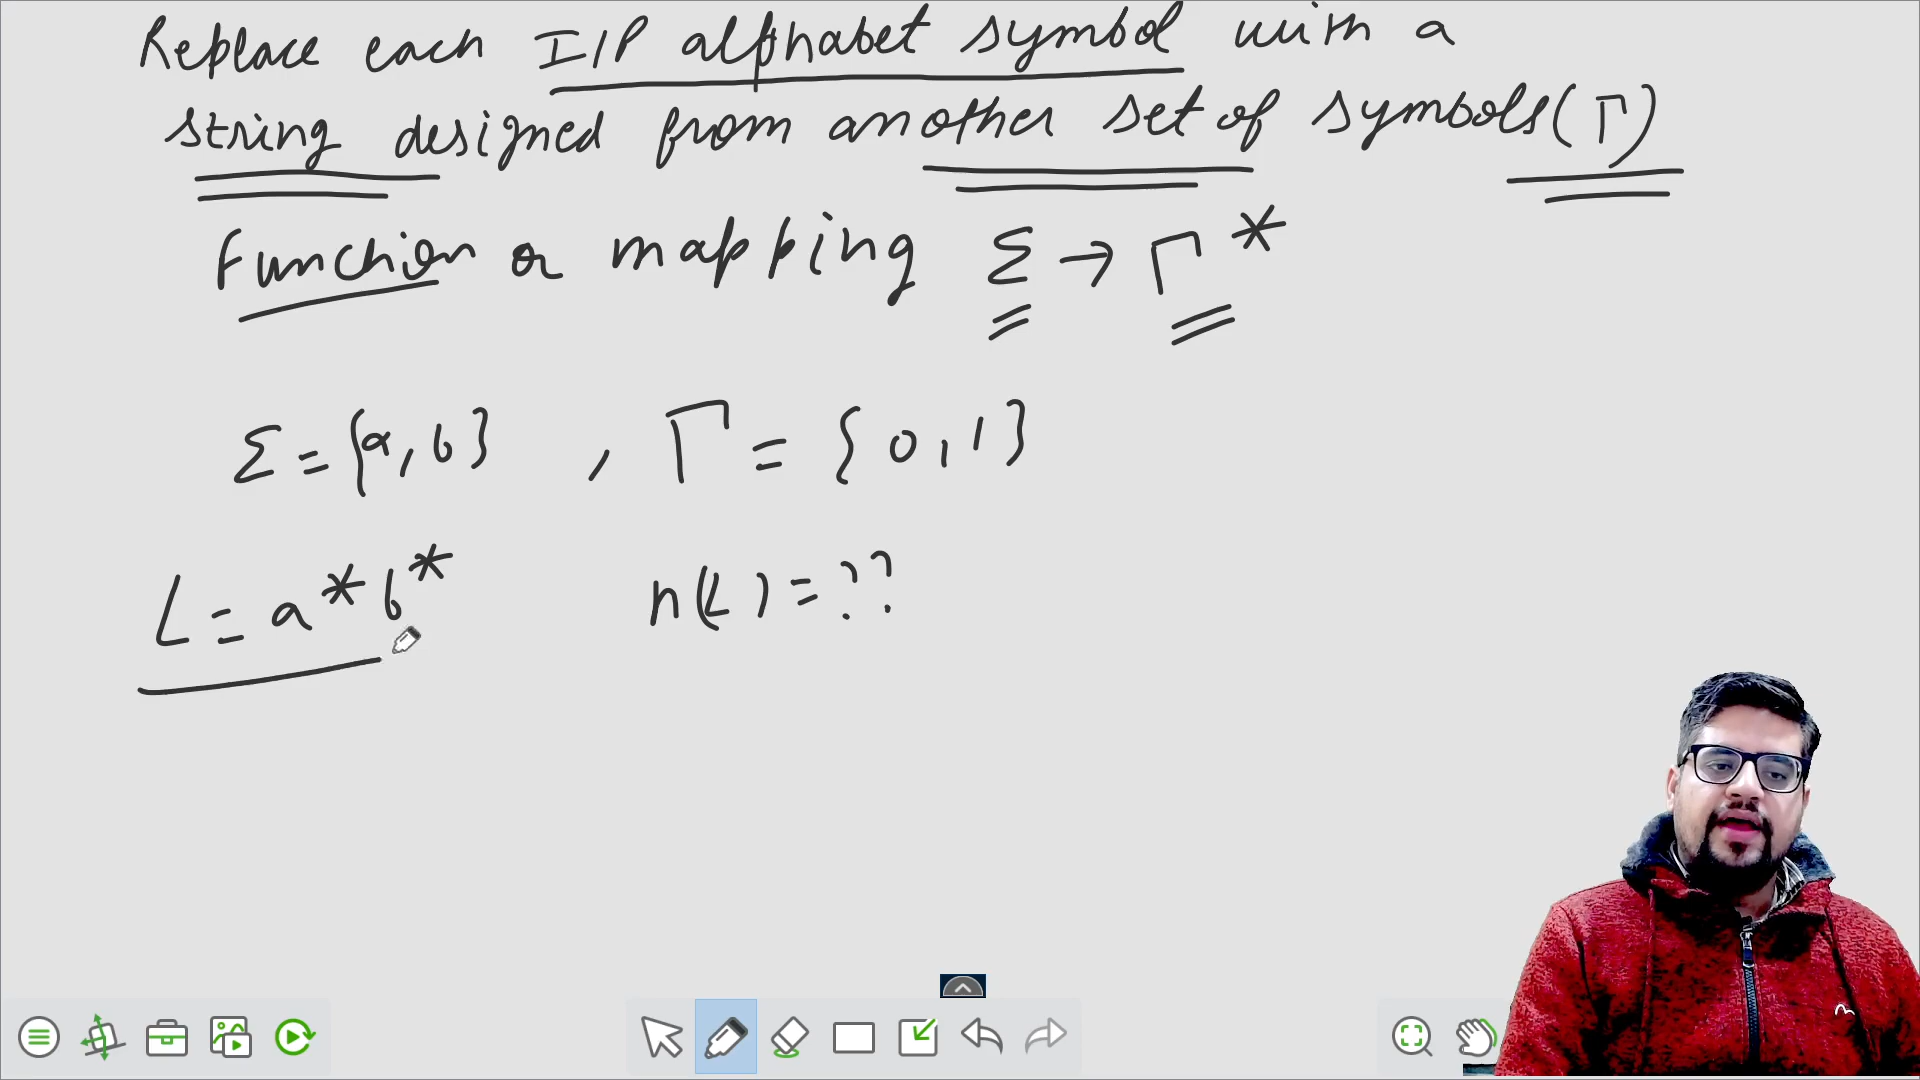 Replace each I/P alphabet symbol with a
string designed from another set of symbols(Γ)
Function or mapping Σ → Γ*
Σ = {a, b} , Γ = { 0, 1 }
L = a* b* h(L) = ??